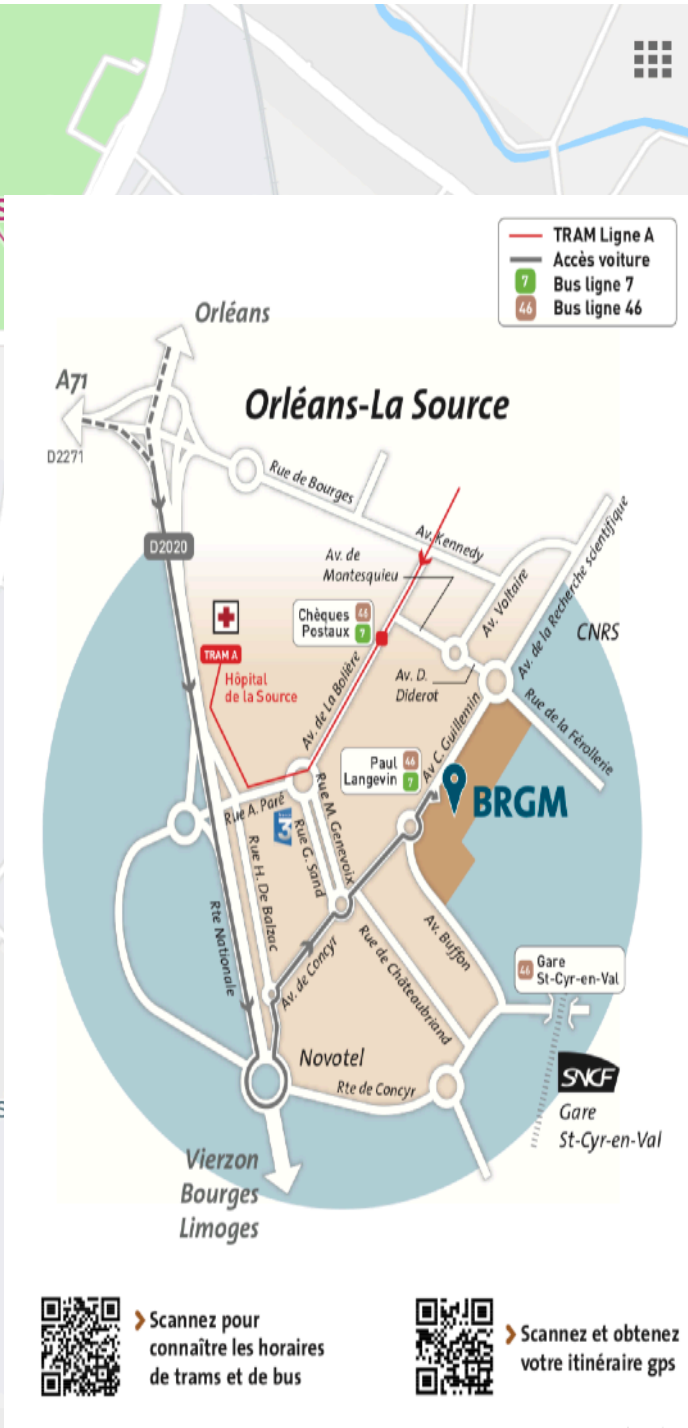 TRAM Ligne A
Accès voiture
7 Bus ligne 7
46 Bus ligne 46
Orléans
A71
Orléans-La Source
D2271
Rue de Bourges
Av. Kennedy
Av. de la Recherche scientifique
D2020
Av. de
Montesquieu
Av. Voltaire
Chèques 46
Postaux 7
CNRS
TRAM A
Hôpital
de la Source
Av. de La Bolière
Av. D.
Diderot
Rue de la Férollerie
Av C. Guillemin
Paul 46
Langevin 7
BRGM
Rue A. Paré
3
Rue M. Genevoix
Rue G. Sand
Rue H. De Balzac
Rte Nationale
Av. de Concyr
Rue de Châteaubriand
Av. Buffon
46 Gare
St-Cyr-en-Val
Novotel
Rte de Concyr
SNCF
Gare
St-Cyr-en-Val
Vierzon
Bourges
Limoges
Scannez pour
connaître les horaires
de trams et de bus
Scannez et obtenez
votre itinéraire gps